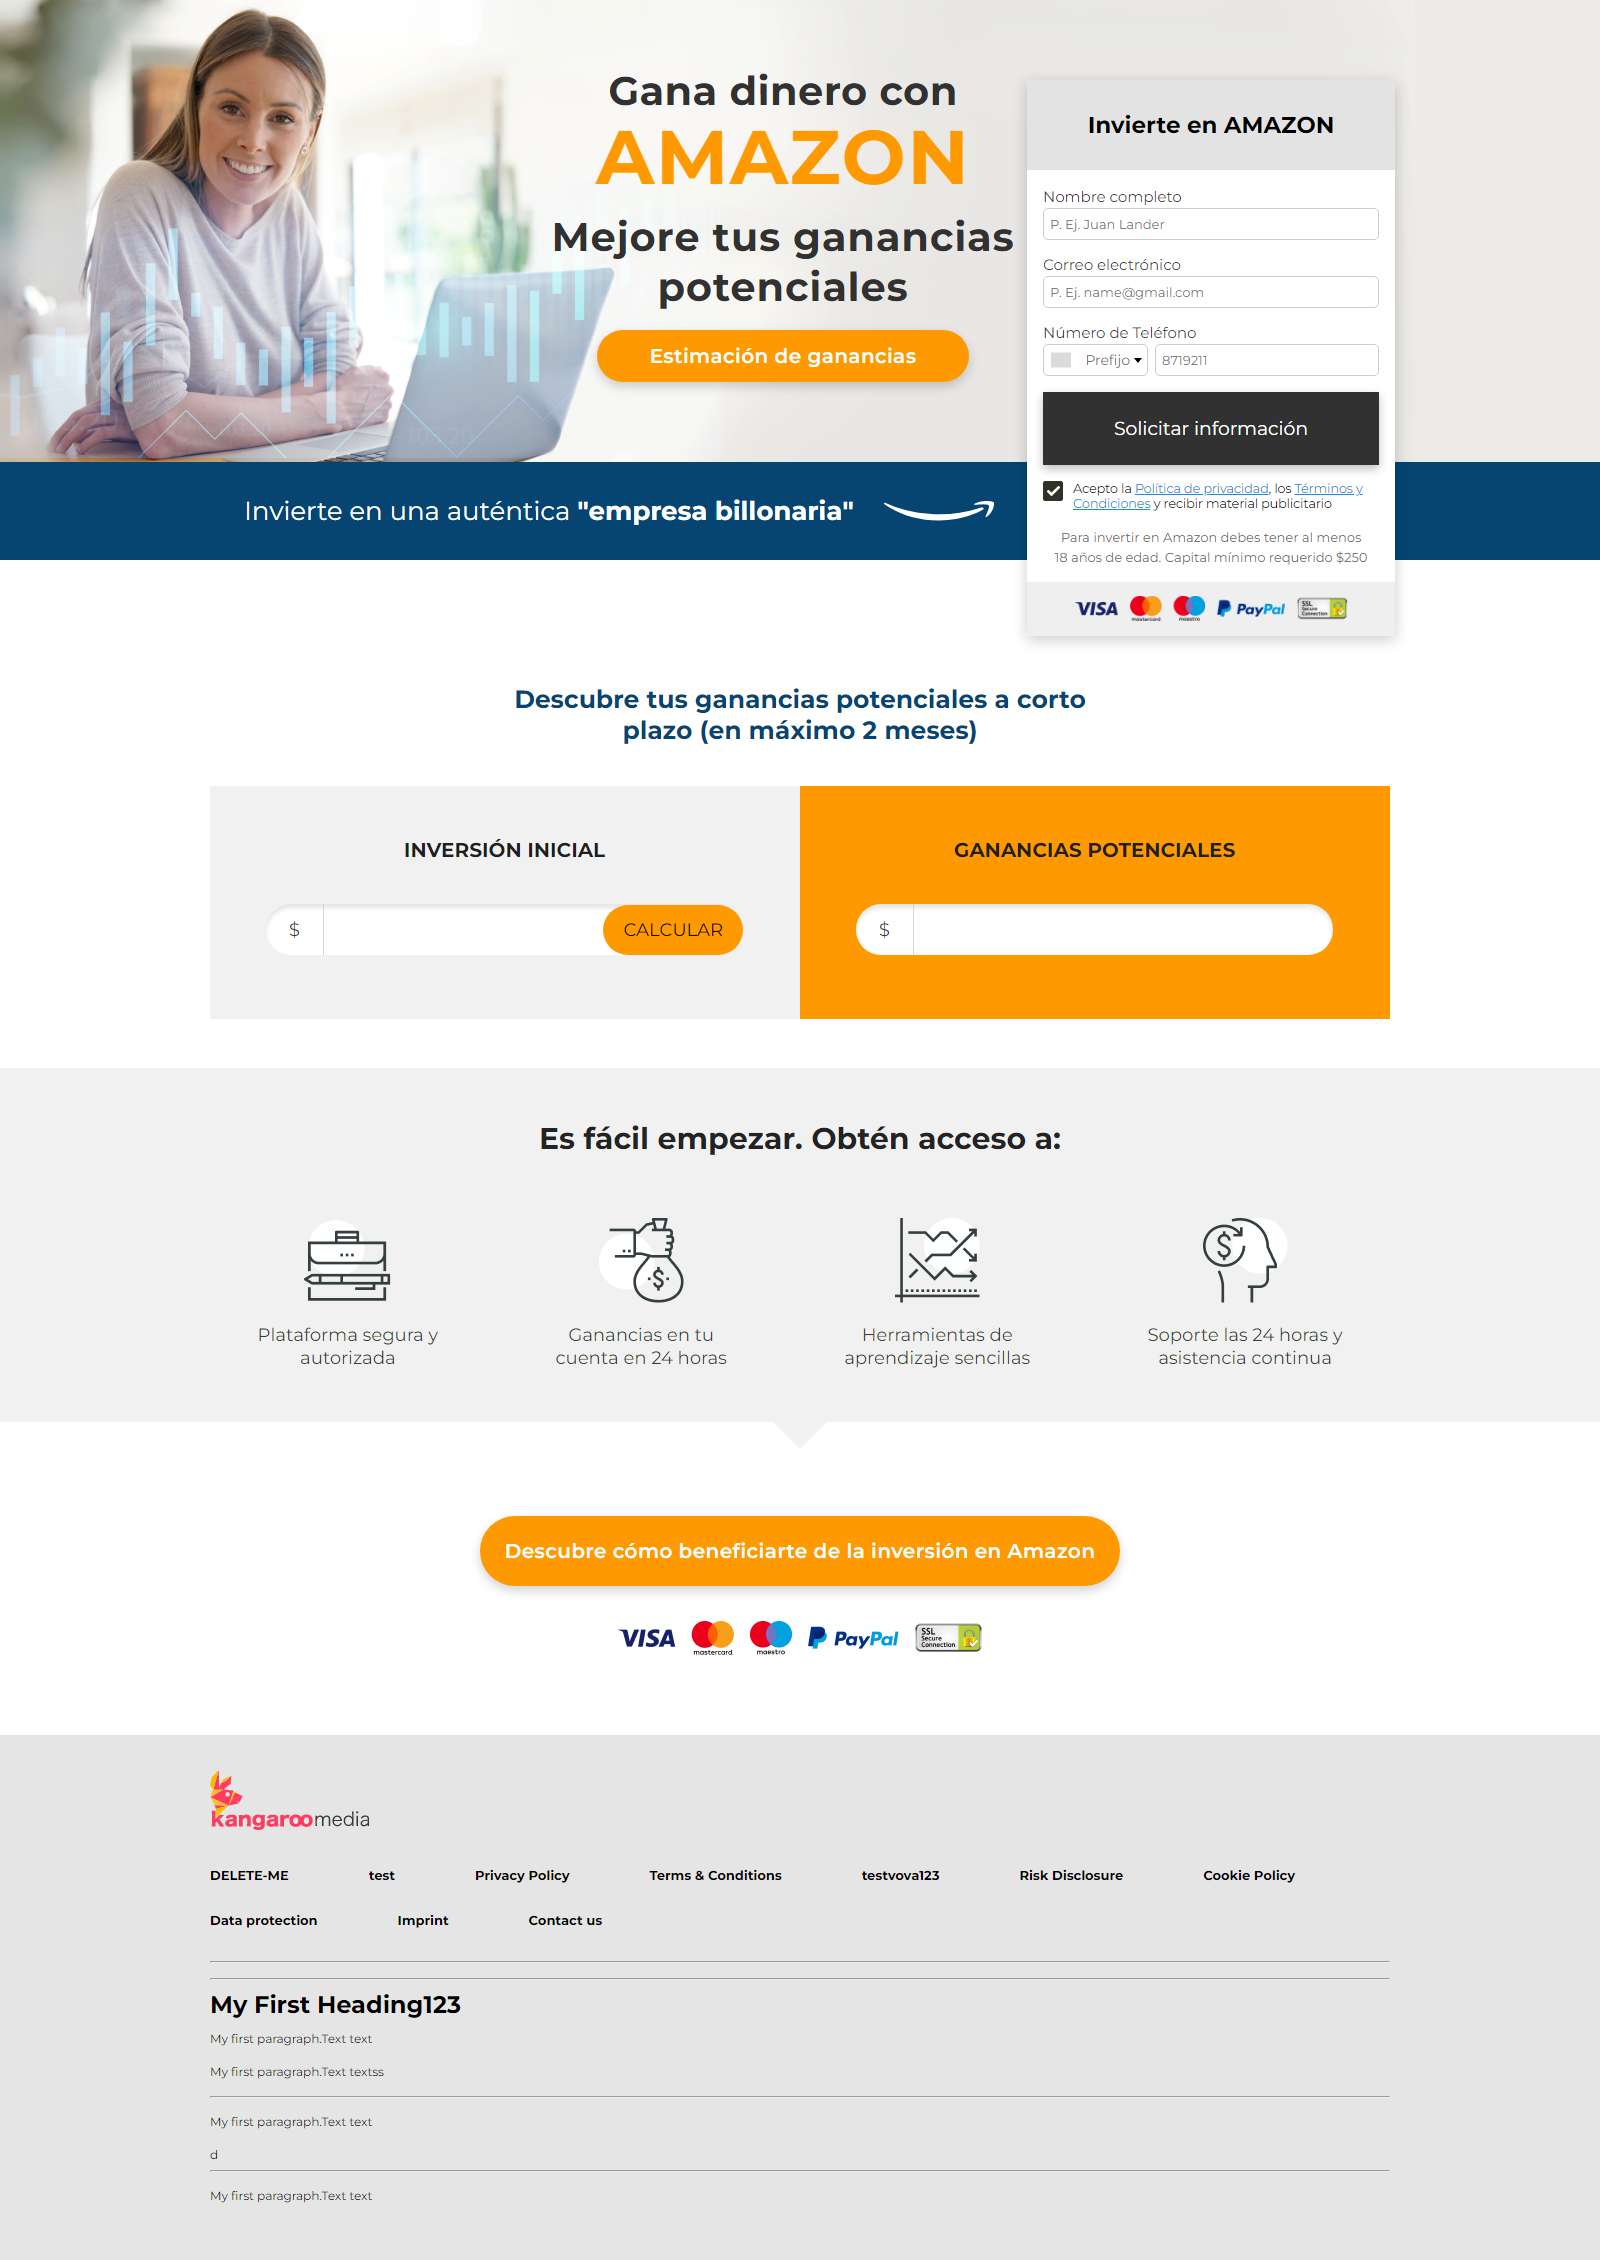 Gana dinero con
AMAZON
Mejore tus ganancias
potenciales
Estimación de ganancias
Invierte en AMAZON
Nombre completo
P. Ej. Juan Lander
Correo electrónico
P. Ej. name@gmail.com
Número de Teléfono
Prefijo
8719211
Solicitar información
Acepto la Política de privacidad, los Términos y
Condiciones y recibir material publicitario
Para invertir en Amazon debes tener al menos
18 años de edad. Capital mínimo requerido $250
VISA mastercard maestro PayPal SSL Secure Connection
Invierte en una auténtica "empresa billonaria"
Descubre tus ganancias potenciales a corto
plazo (en máximo 2 meses)
INVERSIÓN INICIAL
$ CALCULAR
GANANCIAS POTENCIALES
$
Es fácil empezar. Obtén acceso a:
Plataforma segura y
autorizada
Ganancias en tu
cuenta en 24 horas
Herramientas de
aprendizaje sencillas
Soporte las 24 horas y
asistencia continua
Descubre cómo beneficiarte de la inversión en Amazon
VISA mastercard maestro PayPal SSL Secure Connection
kangaroomedia
DELETE-ME test Privacy Policy Terms & Conditions testvova123 Risk Disclosure Cookie Policy
Data protection Imprint Contact us
My First Heading123
My first paragraph.Text text
My first paragraph.Text textss
My first paragraph.Text text
d
My first paragraph.Text text